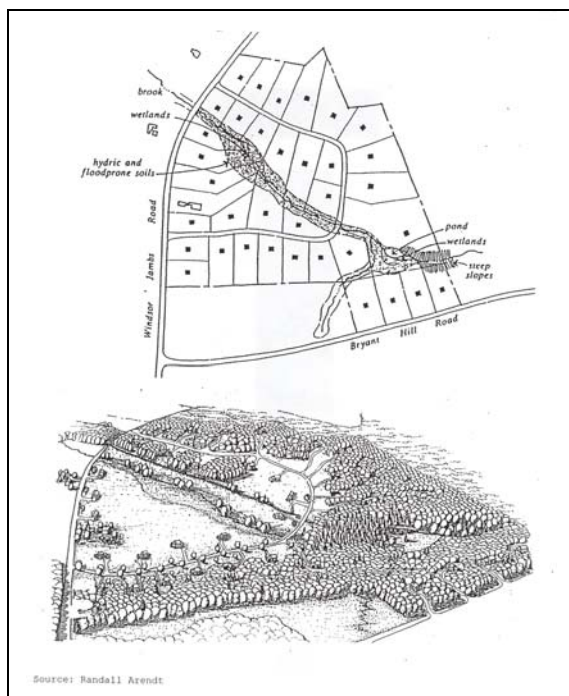 brook
wetlands
hydric and
floodprone soils
Windsor Jambs Road
pond
wetlands
steep
slopes
Bryant Hill Road
Source: Randall Arendt